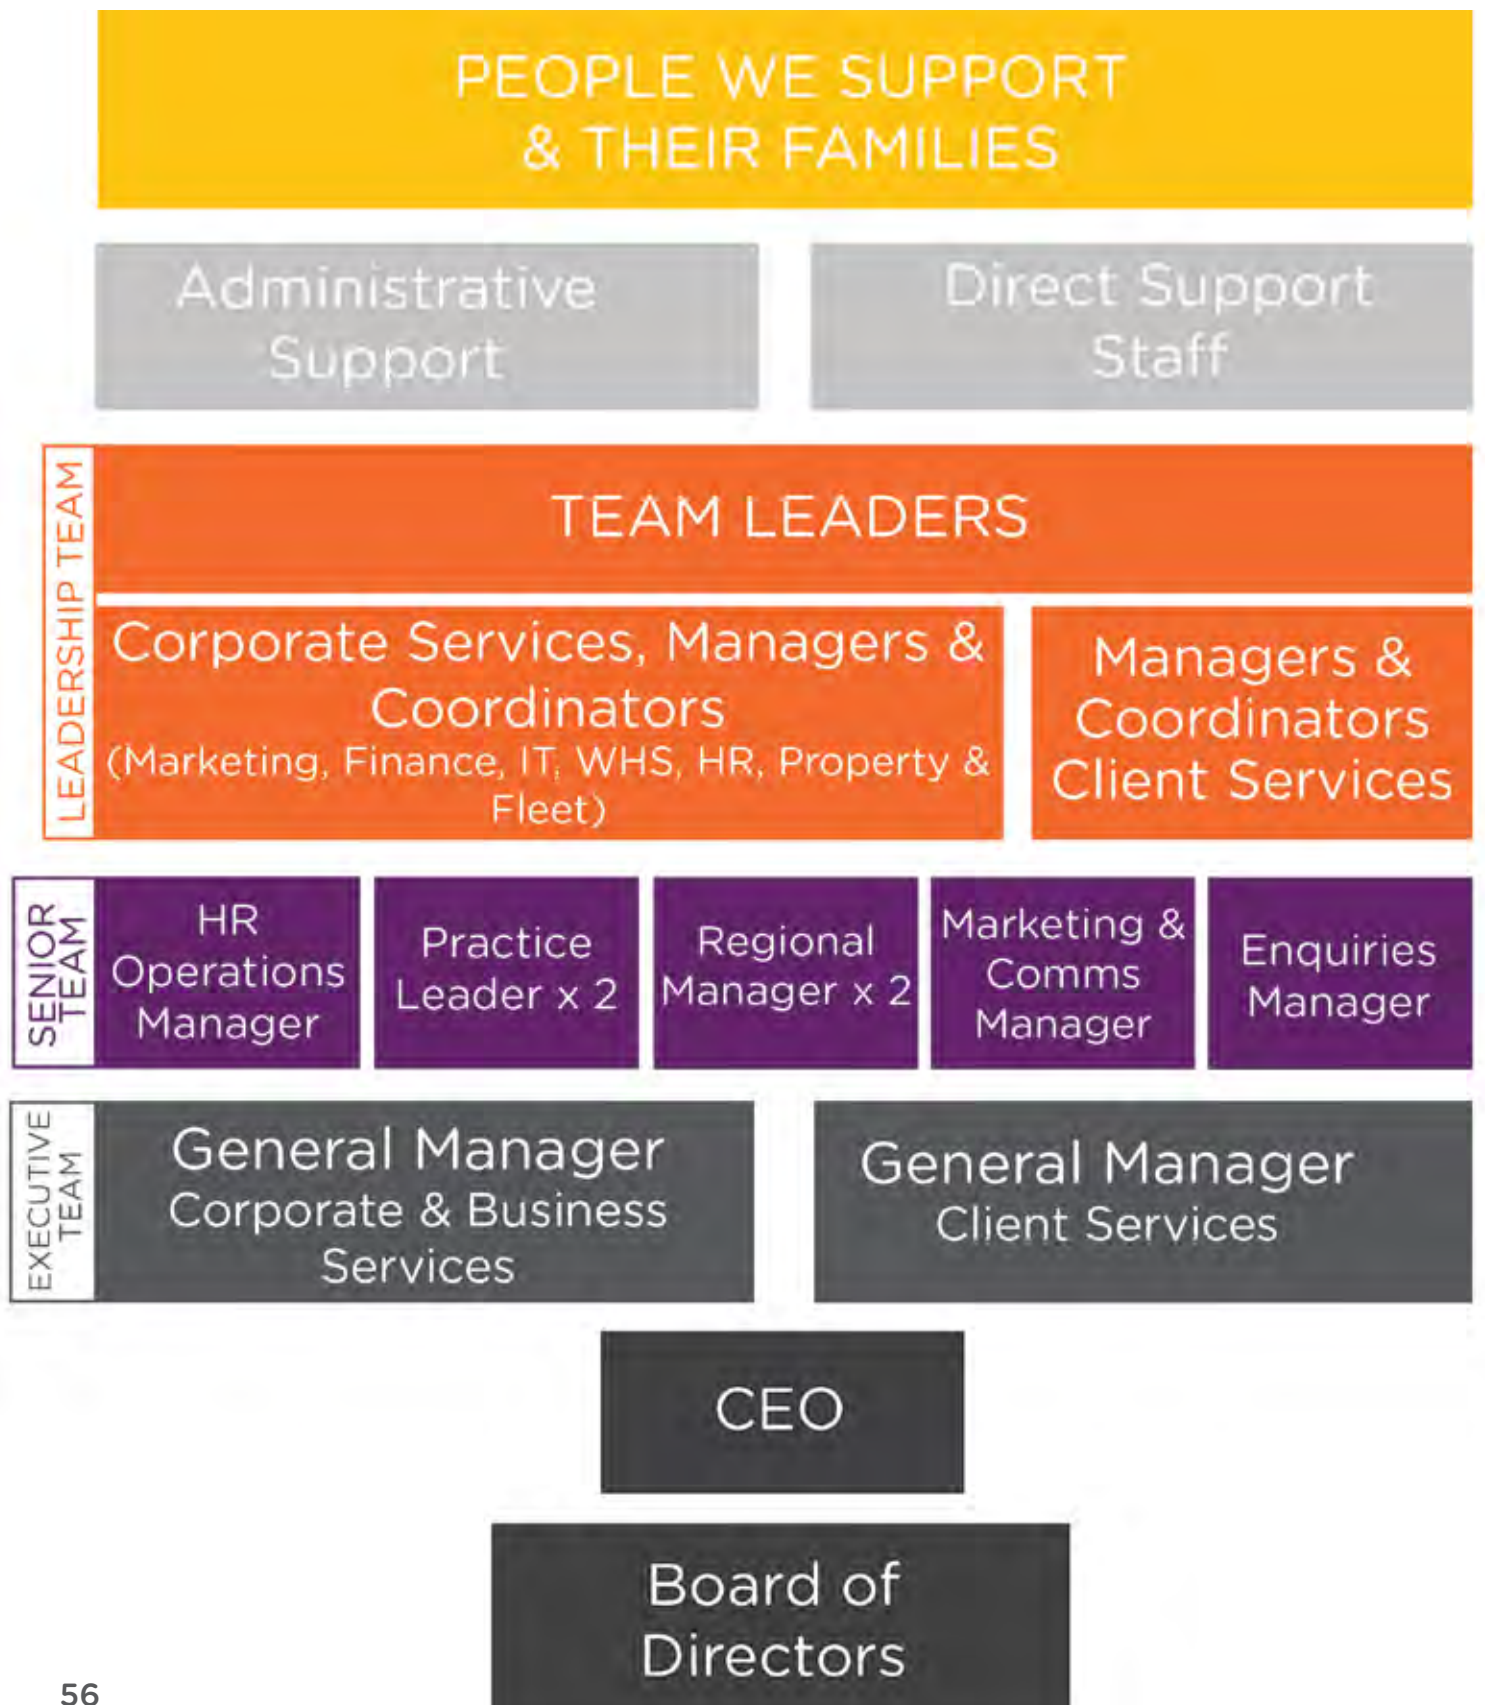 PEOPLE WE SUPPORT
& THEIR FAMILIES
Administrative
Support
Direct Support
Staff
LEADERSHIP TEAM
TEAM LEADERS
Corporate Services, Managers &
Coordinators
(Marketing, Finance, IT, WHS, HR, Property &
Fleet)
Managers &
Coordinators
Client Services
SENIOR
TEAM
HR
Operations
Manager
Practice
Leader x 2
Regional
Manager x 2
Marketing &
Comms
Manager
Enquiries
Manager
EXECUTIVE
TEAM
General Manager
Corporate & Business
Services
General Manager
Client Services
CEO
Board of
Directors
56